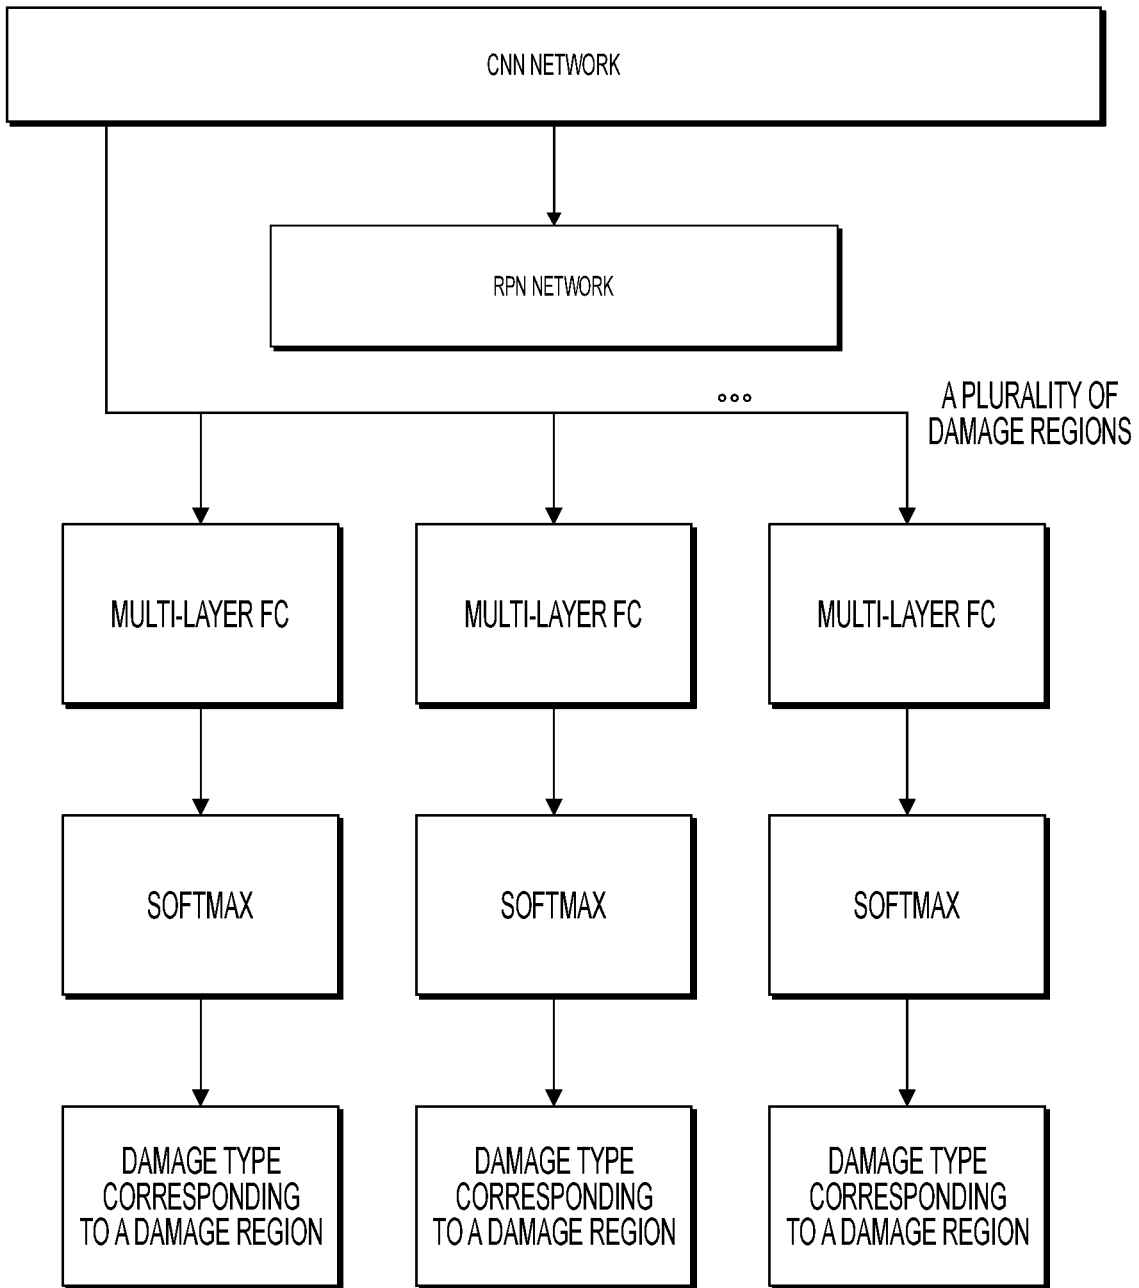 CNN NETWORK
RPN NETWORK
A PLURALITY OF
DAMAGE REGIONS
MULTI-LAYER FC
MULTI-LAYER FC
MULTI-LAYER FC
SOFTMAX
SOFTMAX
SOFTMAX
DAMAGE TYPE
CORRESPONDING
TO A DAMAGE REGION
DAMAGE TYPE
CORRESPONDING
TO A DAMAGE REGION
DAMAGE TYPE
CORRESPONDING
TO A DAMAGE REGION